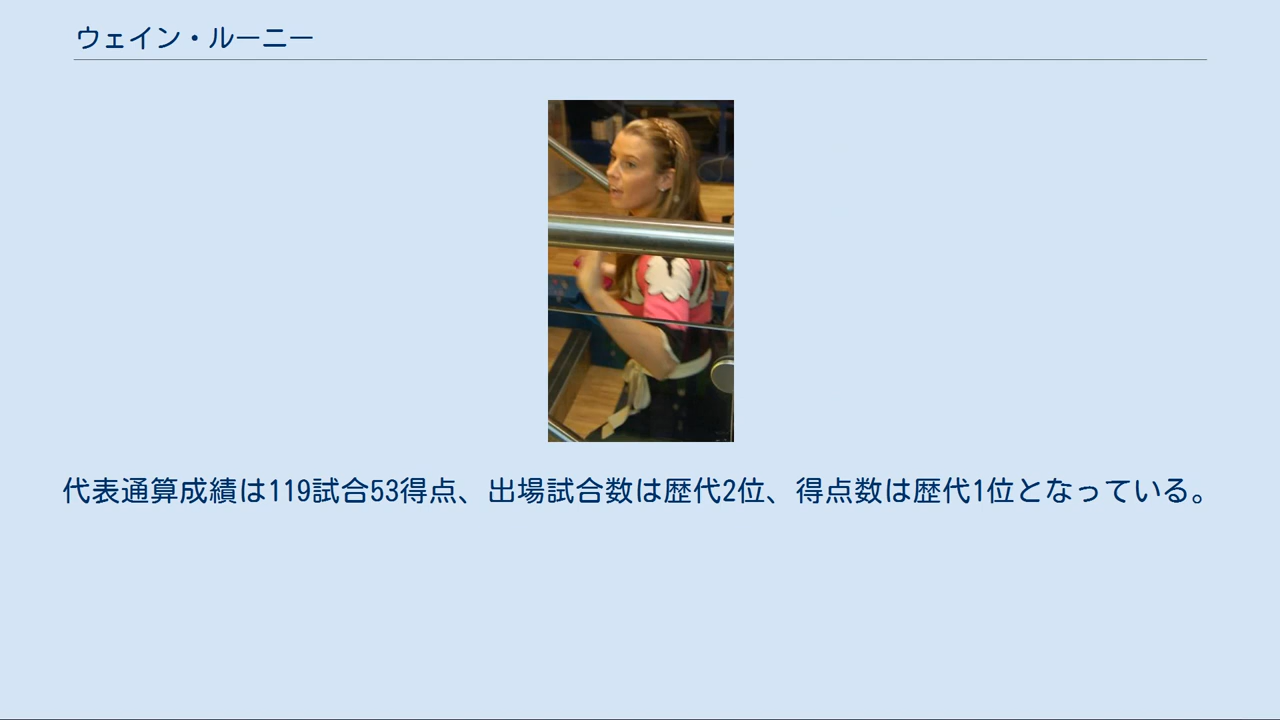 ウェイン・ルーニー
代表通算成績は119試合53得点、出場試合数は歴代2位、得点数は歴代1位となっている。